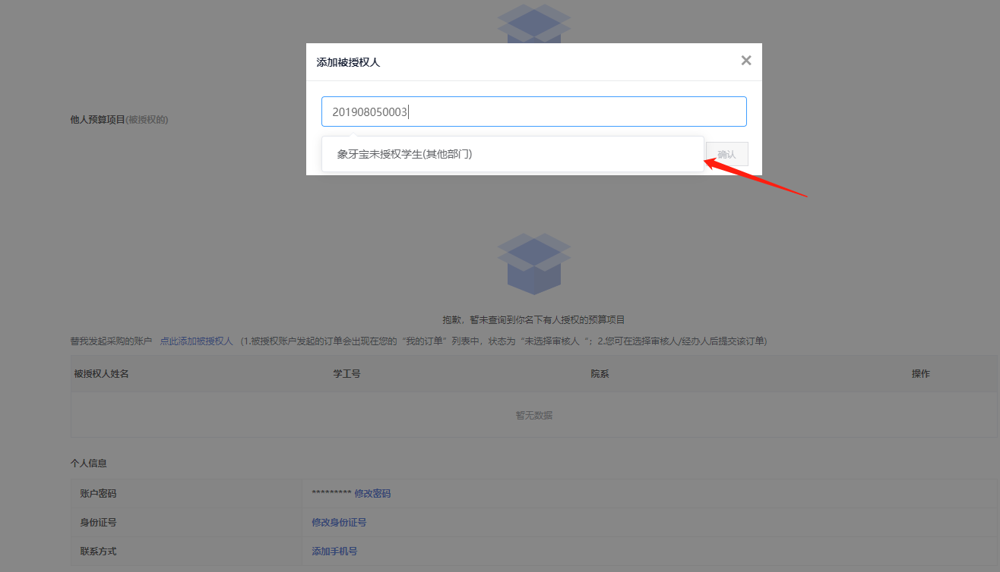 添加被授权人
201908050003
象牙宝未授权学生(其他部门)
确认
他人预算项目(被授权的)
抱歉，暂未查询到你名下有人授权的预算项目
替我发起采购的账户 点此添加被授权人 (1.被授权账户发起的订单会出现在您的“我的订单”列表中，状态为“未选择审核人“；2.您可在选择审核人/经办人后提交该订单)
被授权人姓名 学工号 院系 操作
暂无数据
个人信息
账户密码 ********* 修改密码
身份证号 修改身份证号
联系方式 添加手机号